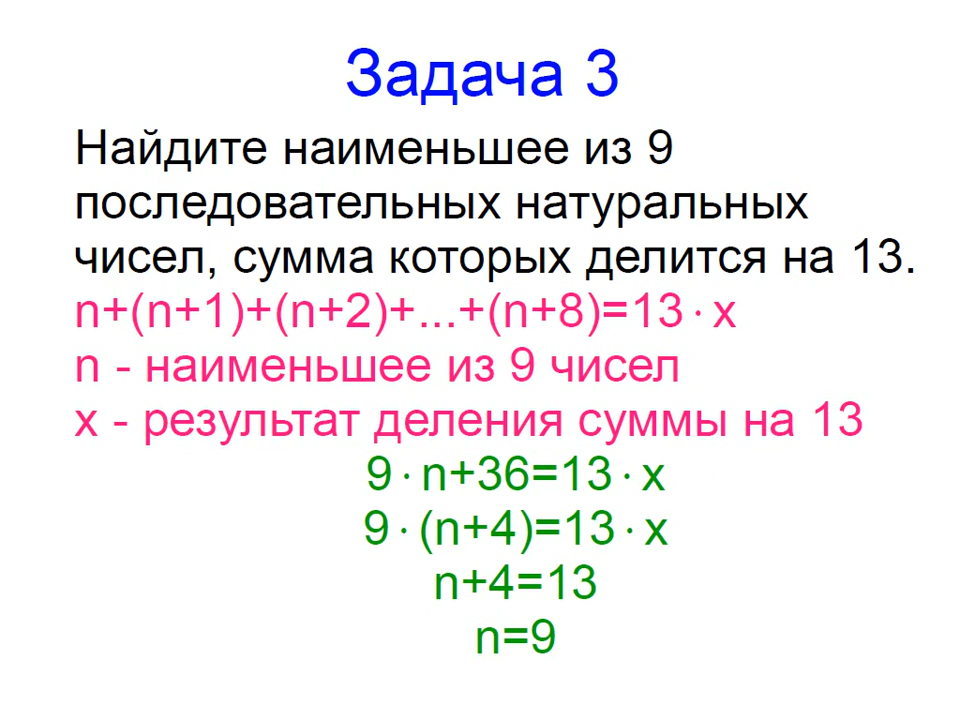 Задача 3
Найдите наименьшее из 9
последовательных натуральных
чисел, сумма которых делится на 13.
n+(n+1)+(n+2)+...+(n+8)=13·x
n - наименьшее из 9 чисел
x - результат деления суммы на 13
9·n+36=13·x
9·(n+4)=13·x
n+4=13
n=9